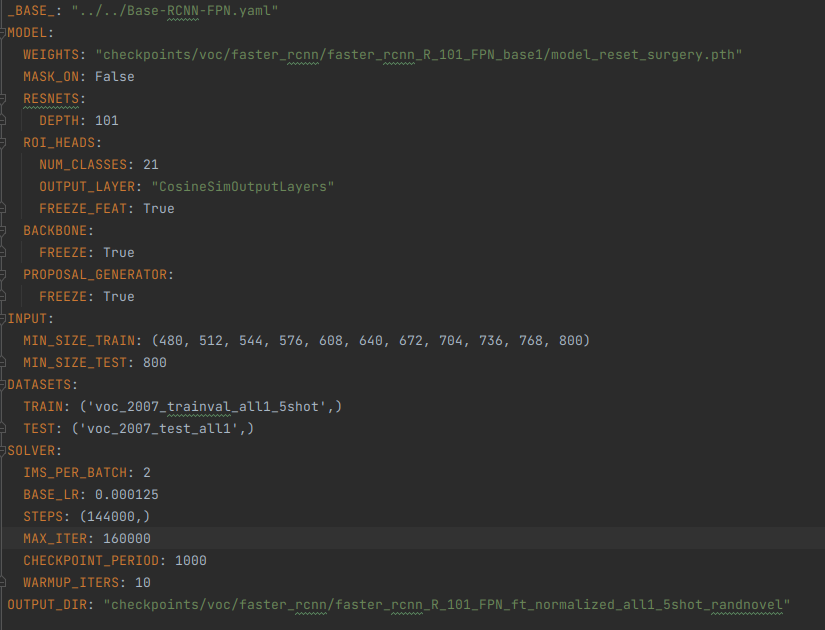 _BASE_: "../../Base-RCNN-FPN.yaml"
MODEL:
  WEIGHTS: "checkpoints/voc/faster_rcnn/faster_rcnn_R_101_FPN_base1/model_reset_surgery.pth"
  MASK_ON: False
  RESNETS:
    DEPTH: 101
  ROI_HEADS:
    NUM_CLASSES: 21
    OUTPUT_LAYER: "CosineSimOutputLayers"
    FREEZE_FEAT: True
  BACKBONE:
    FREEZE: True
  PROPOSAL_GENERATOR:
    FREEZE: True
INPUT:
  MIN_SIZE_TRAIN: (480, 512, 544, 576, 608, 640, 672, 704, 736, 768, 800)
  MIN_SIZE_TEST: 800
DATASETS:
  TRAIN: ('voc_2007_trainval_all1_5shot',)
  TEST: ('voc_2007_test_all1',)
SOLVER:
  IMS_PER_BATCH: 2
  BASE_LR: 0.000125
  STEPS: (144000,)
  MAX_ITER: 160000
  CHECKPOINT_PERIOD: 1000
  WARMUP_ITERS: 10
OUTPUT_DIR: "checkpoints/voc/faster_rcnn/faster_rcnn_R_101_FPN_ft_normalized_all1_5shot_randnovel"